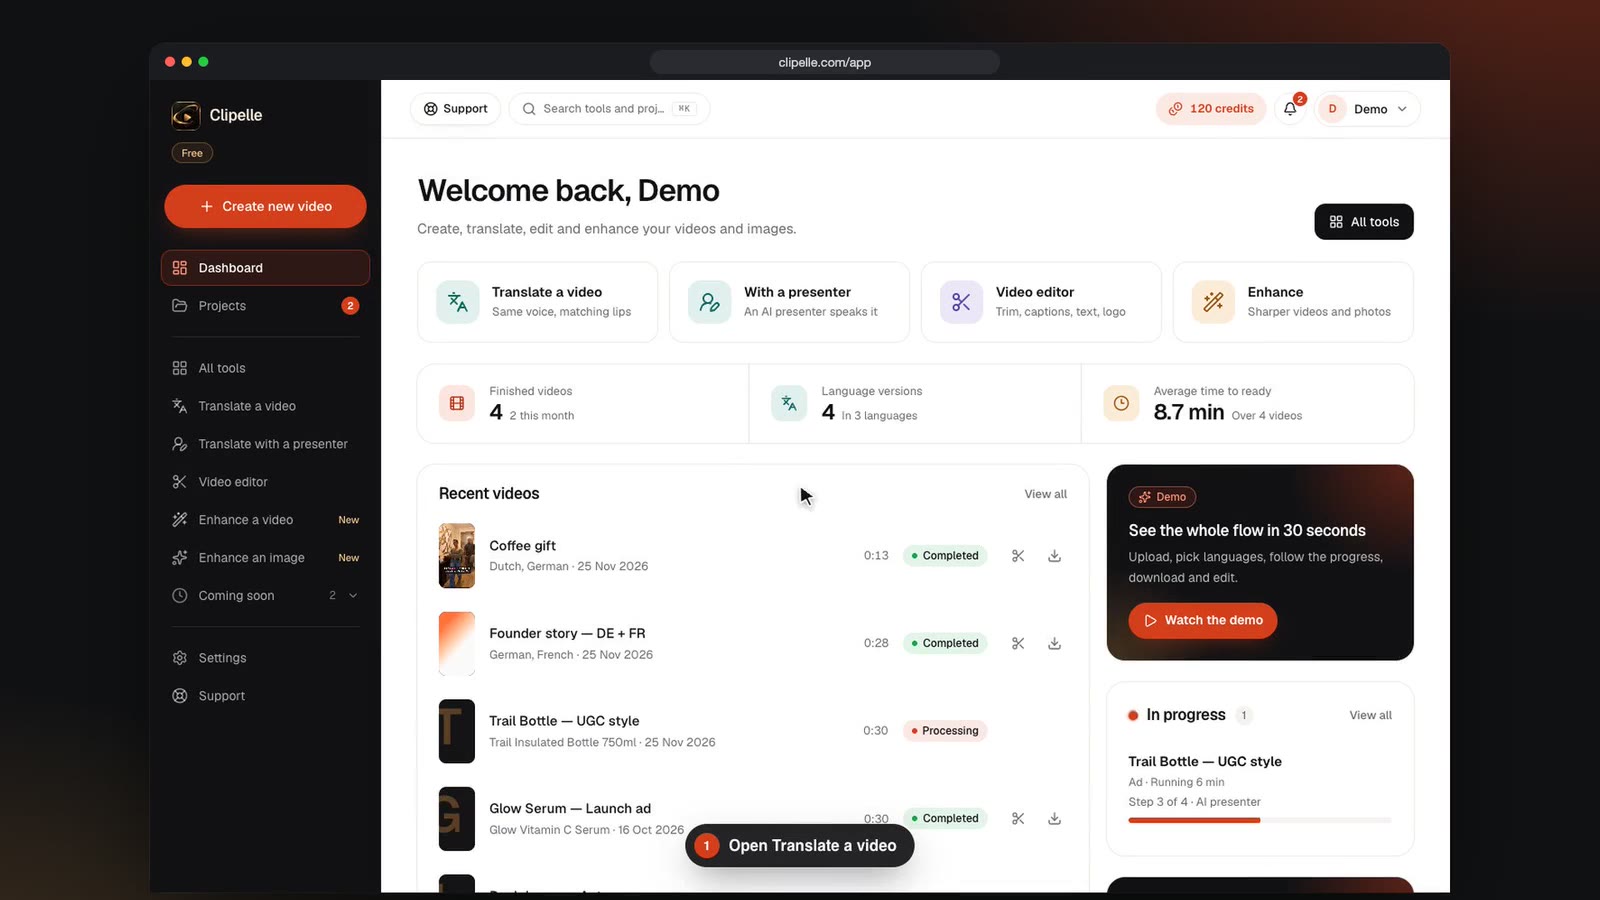 clipelle.com/app
Clipelle
Free
Create new video
Dashboard
Projects
2
All tools
Translate a video
Translate with a presenter
Video editor
Enhance a video
New
Enhance an image
New
Coming soon
2
Settings
Support
Support
Search tools and proj...
⌘K
120 credits
2
D
Demo
Welcome back, Demo
Create, translate, edit and enhance your videos and images.
All tools
Translate a video
Same voice, matching lips
With a presenter
An AI presenter speaks it
Video editor
Trim, captions, text, logo
Enhance
Sharper videos and photos
Finished videos
4 2 this month
Language versions
4 In 3 languages
Average time to ready
8.7 min Over 4 videos
Recent videos
View all
Coffee gift
Dutch, German · 25 Nov 2026
0:13
Completed
Founder story — DE + FR
German, French · 25 Nov 2026
0:28
Completed
T
Trail Bottle — UGC style
Trail Insulated Bottle 750ml · 25 Nov 2026
0:30
Processing
G
Glow Serum — Launch ad
Glow Vitamin C Serum · 16 Oct 2026
0:30
Completed
Demo
See the whole flow in 30 seconds
Upload, pick languages, follow the progress,
download and edit.
Watch the demo
In progress
1
View all
Trail Bottle — UGC style
Ad · Running 6 min
Step 3 of 4 · AI presenter
1 Open Translate a video